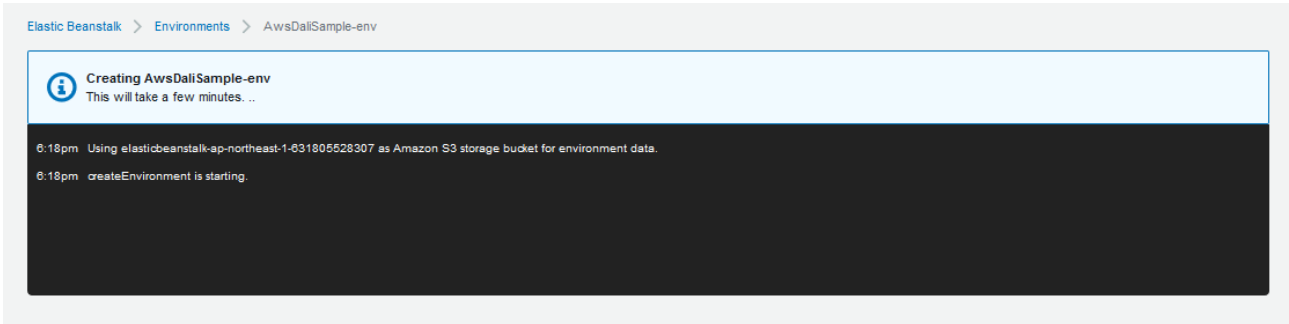 Elastic Beanstalk > Environments > AwsDaliSample-env
Creating AwsDaliSample-env
This will take a few minutes. ..
6:18pm Using elasticbeanstalk-ap-northeast-1-631805528307 as Amazon S3 storage bucket for environment data.
6:18pm createEnvironment is starting.